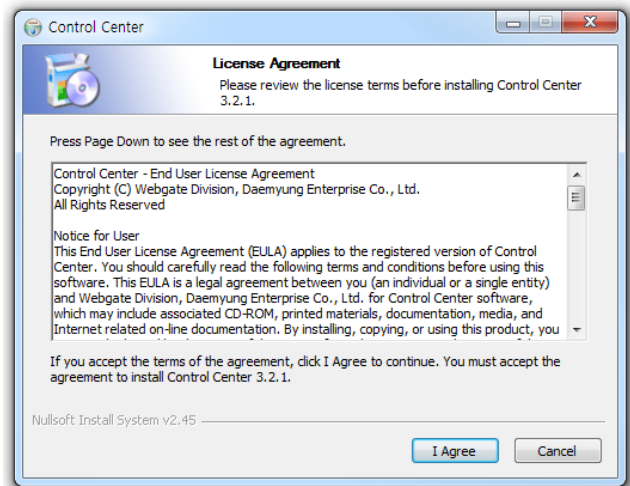 Control Center
License Agreement
Please review the license terms before installing Control Center
3.2.1.
Press Page Down to see the rest of the agreement.
Control Center - End User License Agreement
Copyright (C) Webgate Division, Daemyung Enterprise Co., Ltd.
All Rights Reserved
Notice for User
This End User License Agreement (EULA) applies to the registered version of Control
Center. You should carefully read the following terms and conditions before using this
software. This EULA is a legal agreement between you (an individual or a single entity)
and Webgate Division, Daemyung Enterprise Co., Ltd. for Control Center software,
which may include associated CD-ROM, printed materials, documentation, media, and
Internet related on-line documentation. By installing, copying, or using this product, you
If you accept the terms of the agreement, click I Agree to continue. You must accept the
agreement to install Control Center 3.2.1.
Nullsoft Install System v2.45
I Agree
Cancel